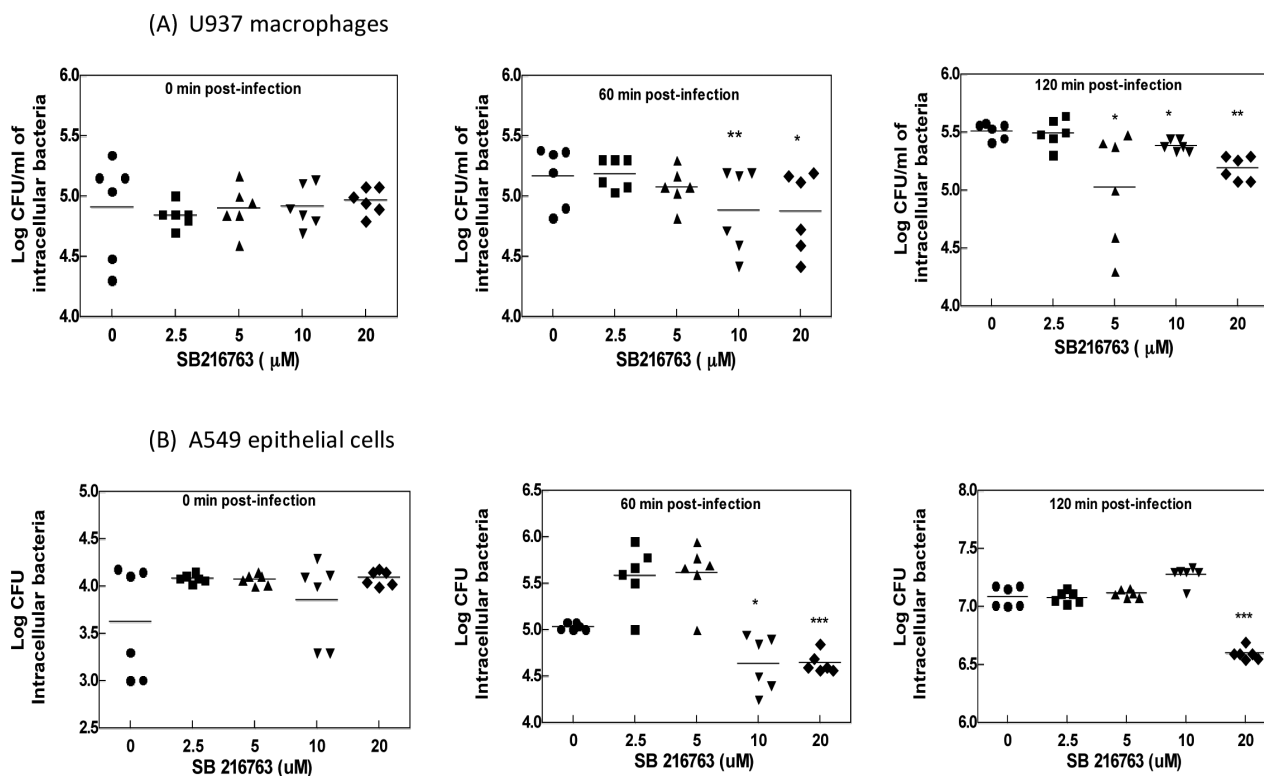 (A) U937 macrophages
0 min post-infection
Log CFU/ml of
intracellular bacteria
6.0
5.5
5.0
4.5
4.0
0 2.5 5 10 20
SB216763 ( μM)
60 min post-infection
** *
Log CFU/ml of
intracellular bacteria
6.0
5.5
5.0
4.5
4.0
0 2.5 5 10 20
SB216763 ( μM)
120 min post-infection
* * **
Log CFU/ml of
intracellular bacteria
6.0
5.5
5.0
4.5
4.0
0 2.5 5 10 20
SB216763 ( μM)
(B) A549 epithelial cells
0 min post-infection
Log CFU
Intracellular bacteria
5.0
4.5
4.0
3.5
3.0
2.5
0 2.5 5 10 20
SB 216763 (uM)
60 min post-infection
* ***
Log CFU
Intracellular bacteria
6.5
6.0
5.5
5.0
4.5
4.0
0 2.5 5 10 20
SB 216763 (uM)
120 min post-infection
***
Log CFU
Intracellular bacteria
8.0
7.5
7.0
6.5
6.0
0 2.5 5 10 20
SB 216763 (uM)